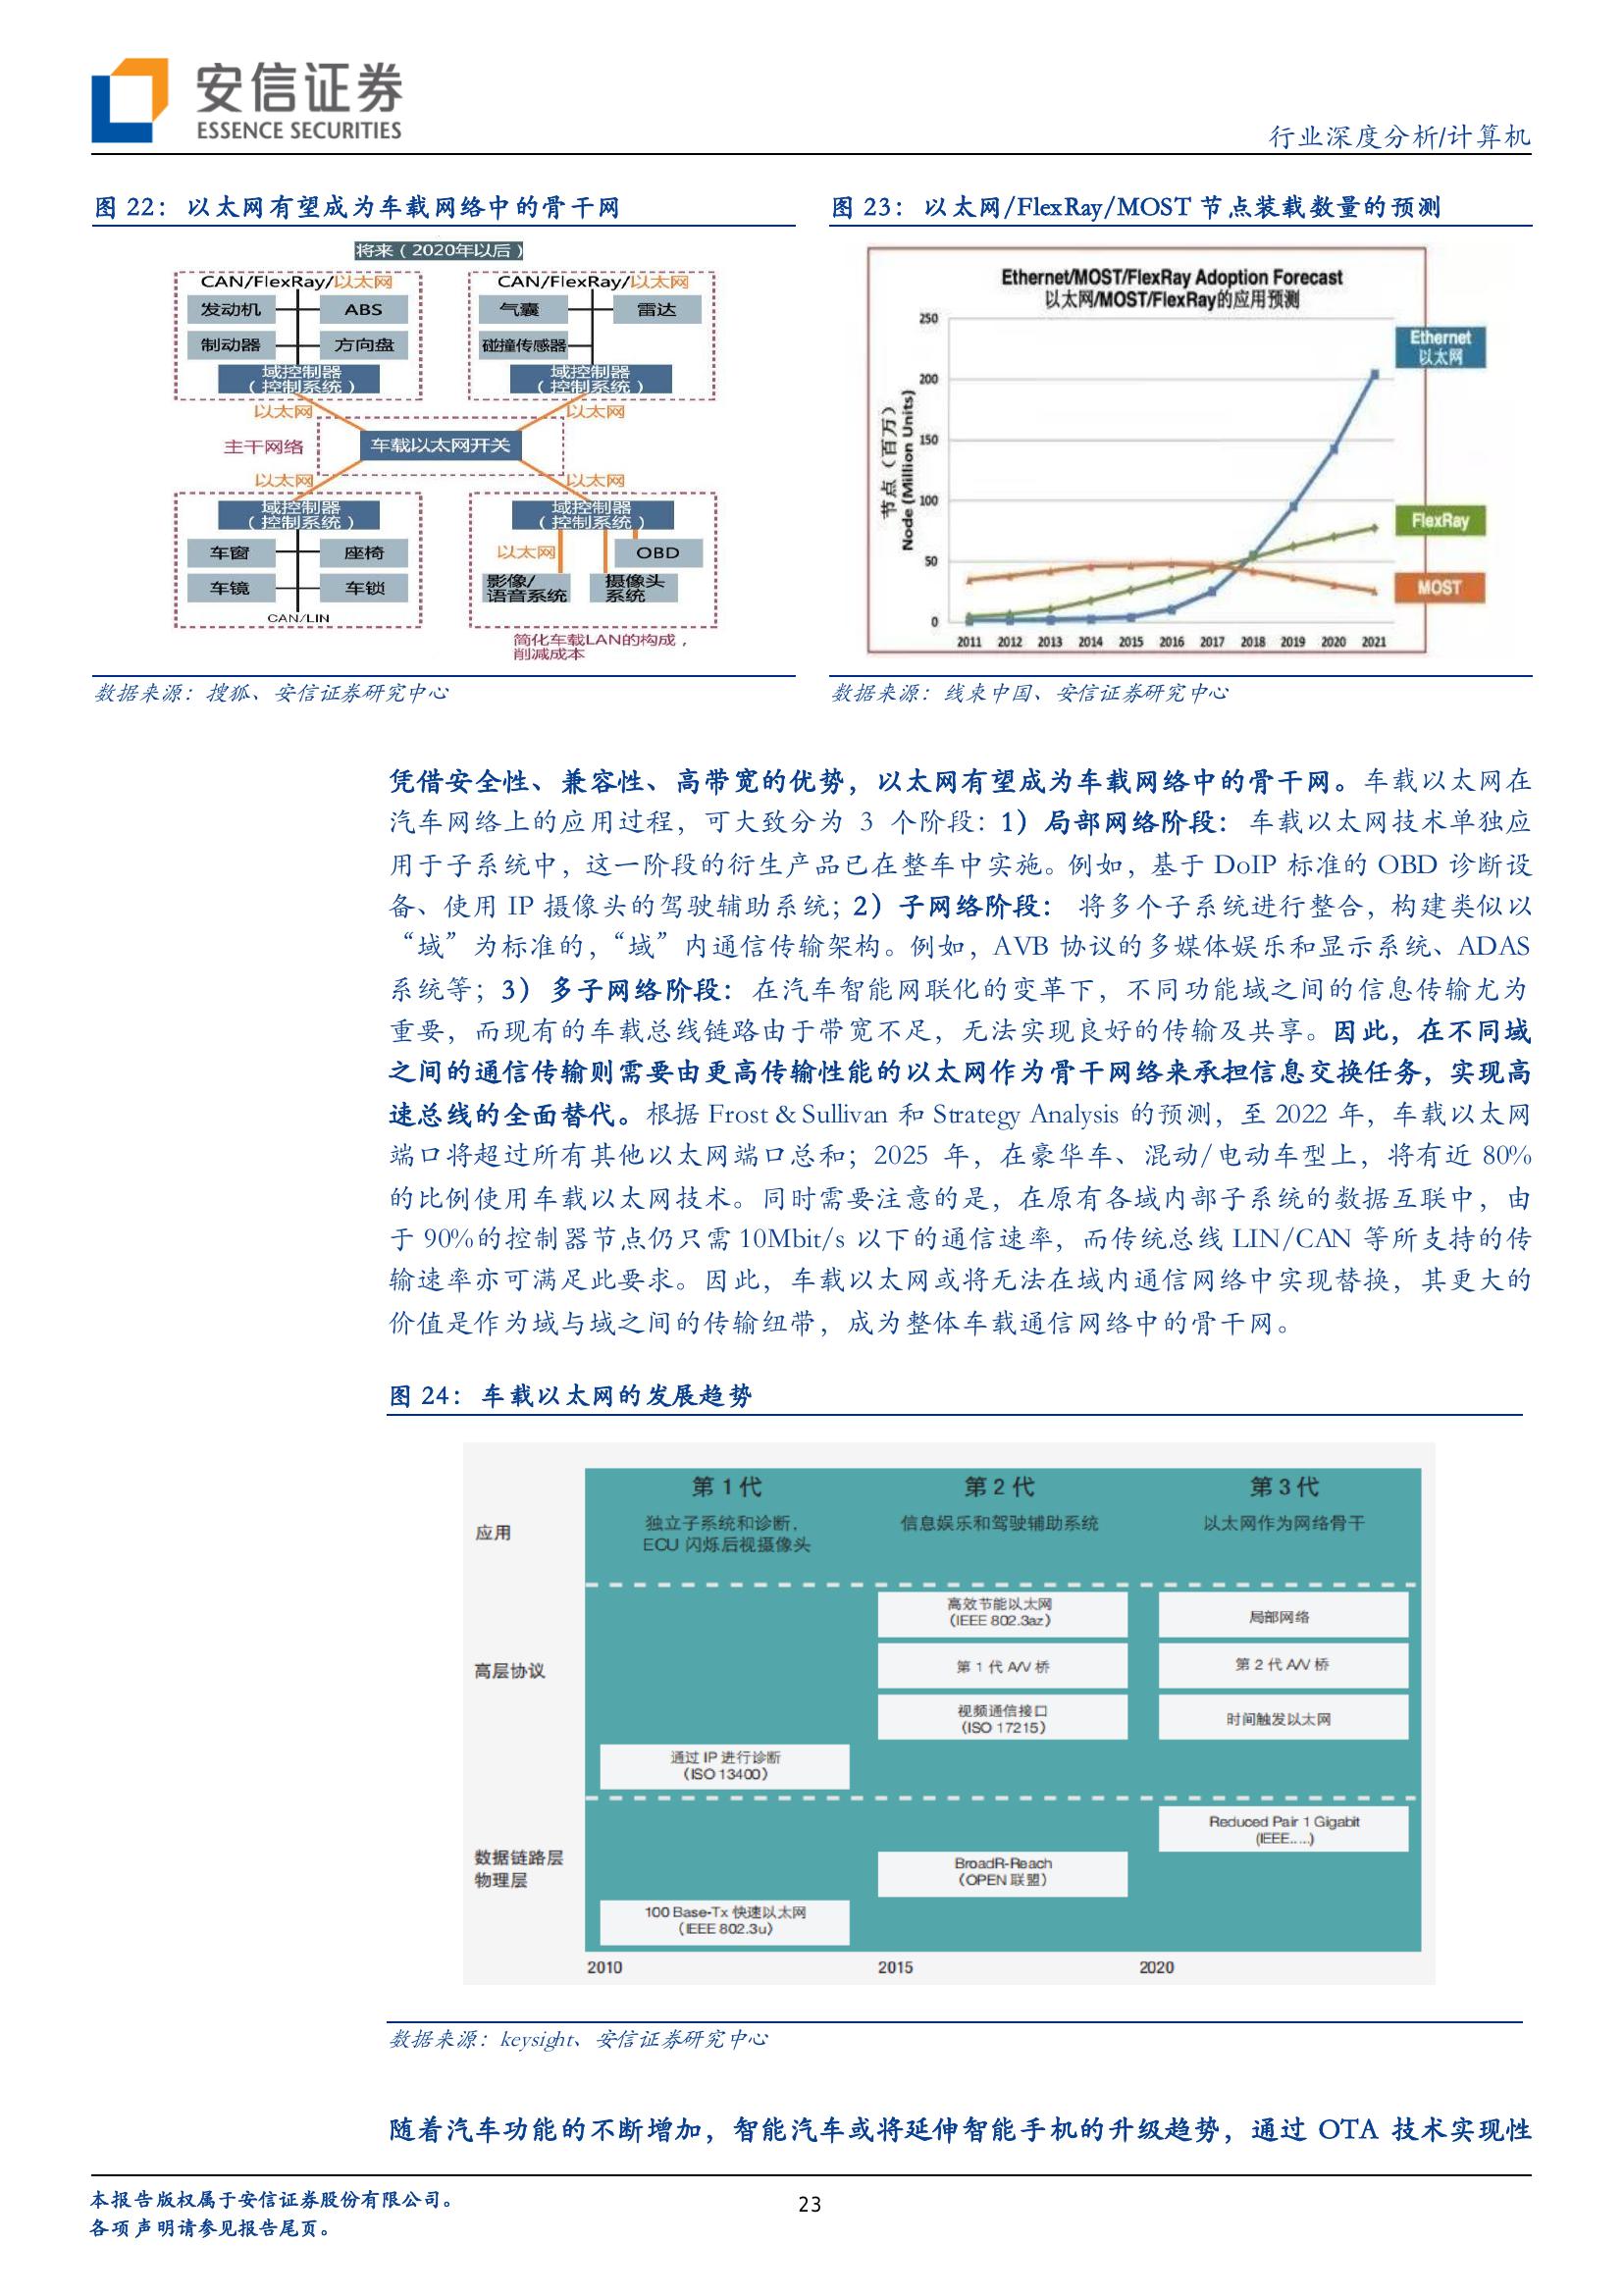 安信证券
ESSENCE SECURITIES
行业深度分析/计算机
图 22：以太网有望成为车载网络中的骨干网
将来（2020年以后）
CAN/FlexRay/以太网
发动机
ABS
制动器
方向盘
域控制器
（控制系统）
CAN/FlexRay/以太网
气囊
雷达
碰撞传感器
域控制器
（控制系统）
以太网
以太网
主干网络
车载以太网开关
以太网
以太网
域控制器
（控制系统）
车窗
座椅
车镜
车锁
CAN/LIN
域控制器
（控制系统）
以太网
OBD
影像/
语音系统
摄像头
系统
简化车载LAN的构成，
削减成本
数据来源：搜狐、安信证券研究中心
图 23：以太网/FlexRay/MOST 节点装载数量的预测
Ethernet/MOST/FlexRay Adoption Forecast
以太网/MOST/FlexRay的应用预测
节点（百万）
Node (Million Units)
250
200
150
100
50
0
2011 2012 2013 2014 2015 2016 2017 2018 2019 2020 2021
Ethernet
以太网
FlexRay
MOST
数据来源：线束中国、安信证券研究中心
凭借安全性、兼容性、高带宽的优势，以太网有望成为车载网络中的骨干网。车载以太网在
汽车网络上的应用过程，可大致分为 3 个阶段：1）局部网络阶段：车载以太网技术单独应
用于子系统中，这一阶段的衍生产品已在整车中实施。例如，基于 DoIP 标准的 OBD 诊断设
备、使用 IP 摄像头的驾驶辅助系统；2）子网络阶段： 将多个子系统进行整合，构建类似以
“域”为标准的，“域”内通信传输架构。例如，AVB 协议的多媒体娱乐和显示系统、ADAS
系统等；3）多子网络阶段：在汽车智能网联化的变革下，不同功能域之间的信息传输尤为
重要，而现有的车载总线链路由于带宽不足，无法实现良好的传输及共享。因此，在不同域
之间的通信传输则需要由更高传输性能的以太网作为骨干网络来承担信息交换任务，实现高
速总线的全面替代。根据 Frost & Sullivan 和 Strategy Analysis 的预测，至 2022 年，车载以太网
端口将超过所有其他以太网端口总和；2025 年，在豪华车、混动/电动车型上，将有近 80%
的比例使用车载以太网技术。同时需要注意的是，在原有各域内部子系统的数据互联中，由
于 90%的控制器节点仍只需 10Mbit/s 以下的通信速率，而传统总线 LIN/CAN 等所支持的传
输速率亦可满足此要求。因此，车载以太网或将无法在域内通信网络中实现替换，其更大的
价值是作为域与域之间的传输纽带，成为整体车载通信网络中的骨干网。
图 24：车载以太网的发展趋势
第 1 代
第 2 代
第 3 代
应用
独立子系统和诊断，
ECU 闪烁后视摄像头
信息娱乐和驾驶辅助系统
以太网作为网络骨干
高层协议
高效节能以太网
（IEEE 802.3az）
局部网络
第 1 代 A/V 桥
第 2 代 A/V 桥
视频通信接口
（ISO 17215）
时间触发以太网
通过 IP 进行诊断
（ISO 13400）
数据链路层
物理层
Reduced Pair 1 Gigabit
(IEEE.....)
BroadR-Reach
（OPEN 联盟）
100 Base-Tx 快速以太网
（IEEE 802.3u）
2010
2015
2020
数据来源：keysight、安信证券研究中心
随着汽车功能的不断增加，智能汽车或将延伸智能手机的升级趋势，通过 OTA 技术实现性
本报告版权属于安信证券股份有限公司。
各项声明请参见报告尾页。
23